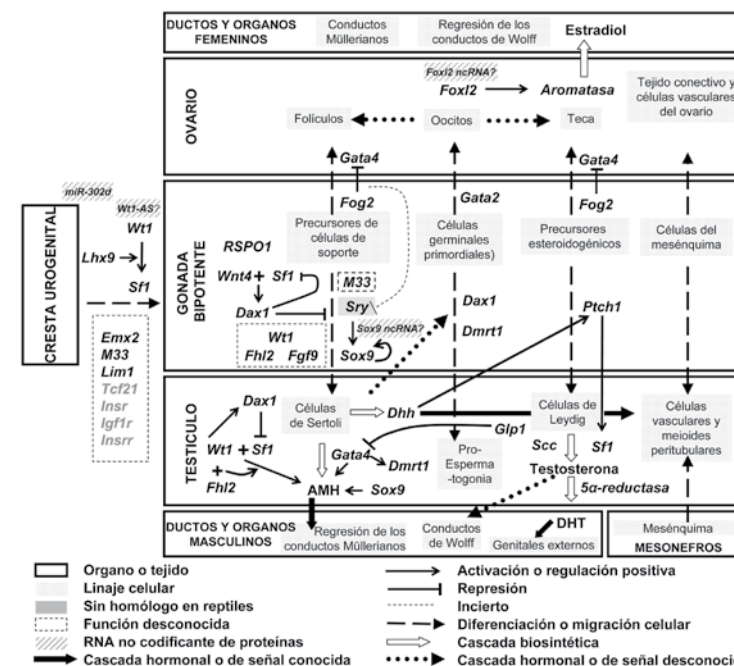 DUCTOS Y ORGANOS
FEMENINOS
Conductos
Müllerianos
Regresión de los
conductos de Wolff
Estradiol
OVARIO
Foxl2 ncRNA?
Foxl2
Aromatasa
Tejido conectivo y
células vasculares
del ovario
Folículos
Oocitos
Teca
Gata4
Gata4
miR-302d
Wt1-AS?
Wt1
Lhx9
Sf1
CRESTA UROGENITAL
Emx2
M33
Lim1
Tcf21
Insr
Igf1r
Insrr
GONADA
BIPOTENTE
Fog2
Gata2
Fog2
Precursores de
células de
soporte
Células
germinales
primordiales)
Precursores
esteroidogénicos
Células del
mesénquima
RSPO1
Wnt4 + Sf1
Dax1
M33
Sry
Sox9 ncRNA?
Sox9
Wt1
Fhl2 Fgf9
Dax1
Dmrt1
Ptch1
TESTICULO
Dax1
Wt1 + Sf1
+
Fhl2
Células
de Sertoli
Dhh
Células de
Leydig
Células
vasculares y
meioides
peritubulares
Gata4
Dmrt1
Glp1
AMH
Sox9
Pro-
Esperma
-togonia
Scc
Sf1
Testosterona
5α-reductasa
DUCTOS Y ORGANOS
MASCULINOS
Regresión de los
conductos Müllerianos
Conductos
de Wolff
DHT
Genitales externos
Mesénquima
MESONEFROS
Organo o tejido
Linaje celular
Sin homólogo en reptiles
Función desconocida
RNA no codificante de proteínas
Cascada hormonal o de señal conocida
Activación o regulación positiva
Represión
Incierto
Diferenciación o migración celular
Cascada biosintética
Cascada hormonal o de señal desconocid